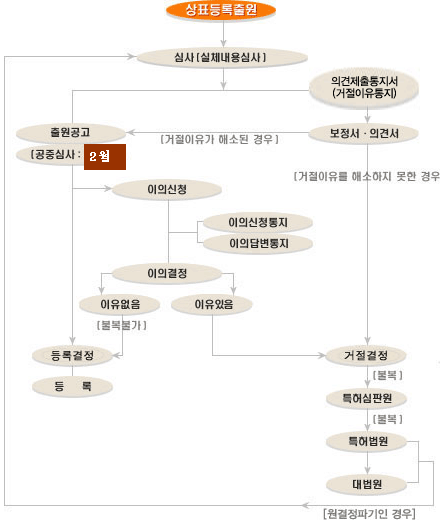 상표등록출원
심사 [실체내용심사]
의견제출통지서
(거절이유통지)
출원공고
[공중심사 : 2월
[거절이유가 해소된 경우]
보정서 · 의견서
[거절이유를 해소하지 못한 경우
이의신청
이의신청통지
이의답변통지
이의결정
이유없음
이유있음
[불복불가]
등록결정
거절결정
[불복]
등 록
특허심판원
[불복]
특허법원
대법원
[원결정파기인 경우]